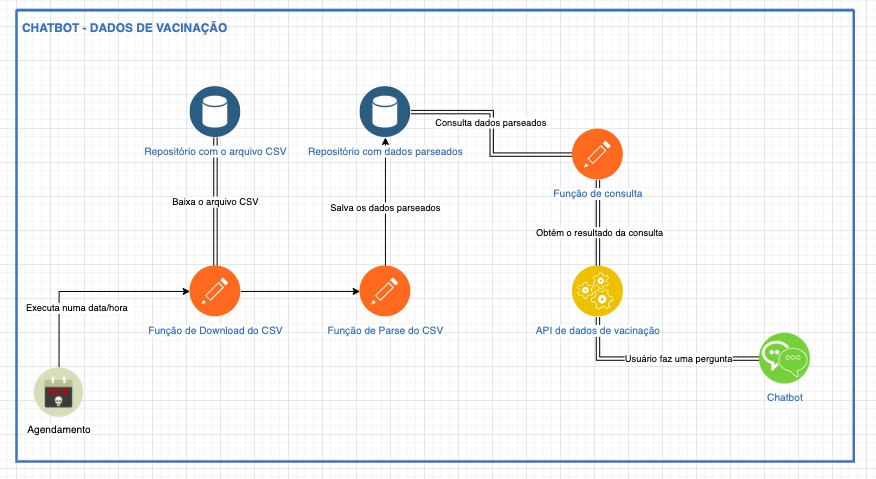 CHATBOT - DADOS DE VACINAÇÃO
Consulta dados parseados
Repositório com o arquivo CSV
Repositório com dados parseados
Função de consulta
Baixa o arquivo CSV
Salva os dados parseados
Obtém o resultado da consulta
Executa numa data/hora
Função de Download do CSV
Função de Parse do CSV
API de dados de vacinação
Usuário faz uma pergunta
Chatbot
Agendamento